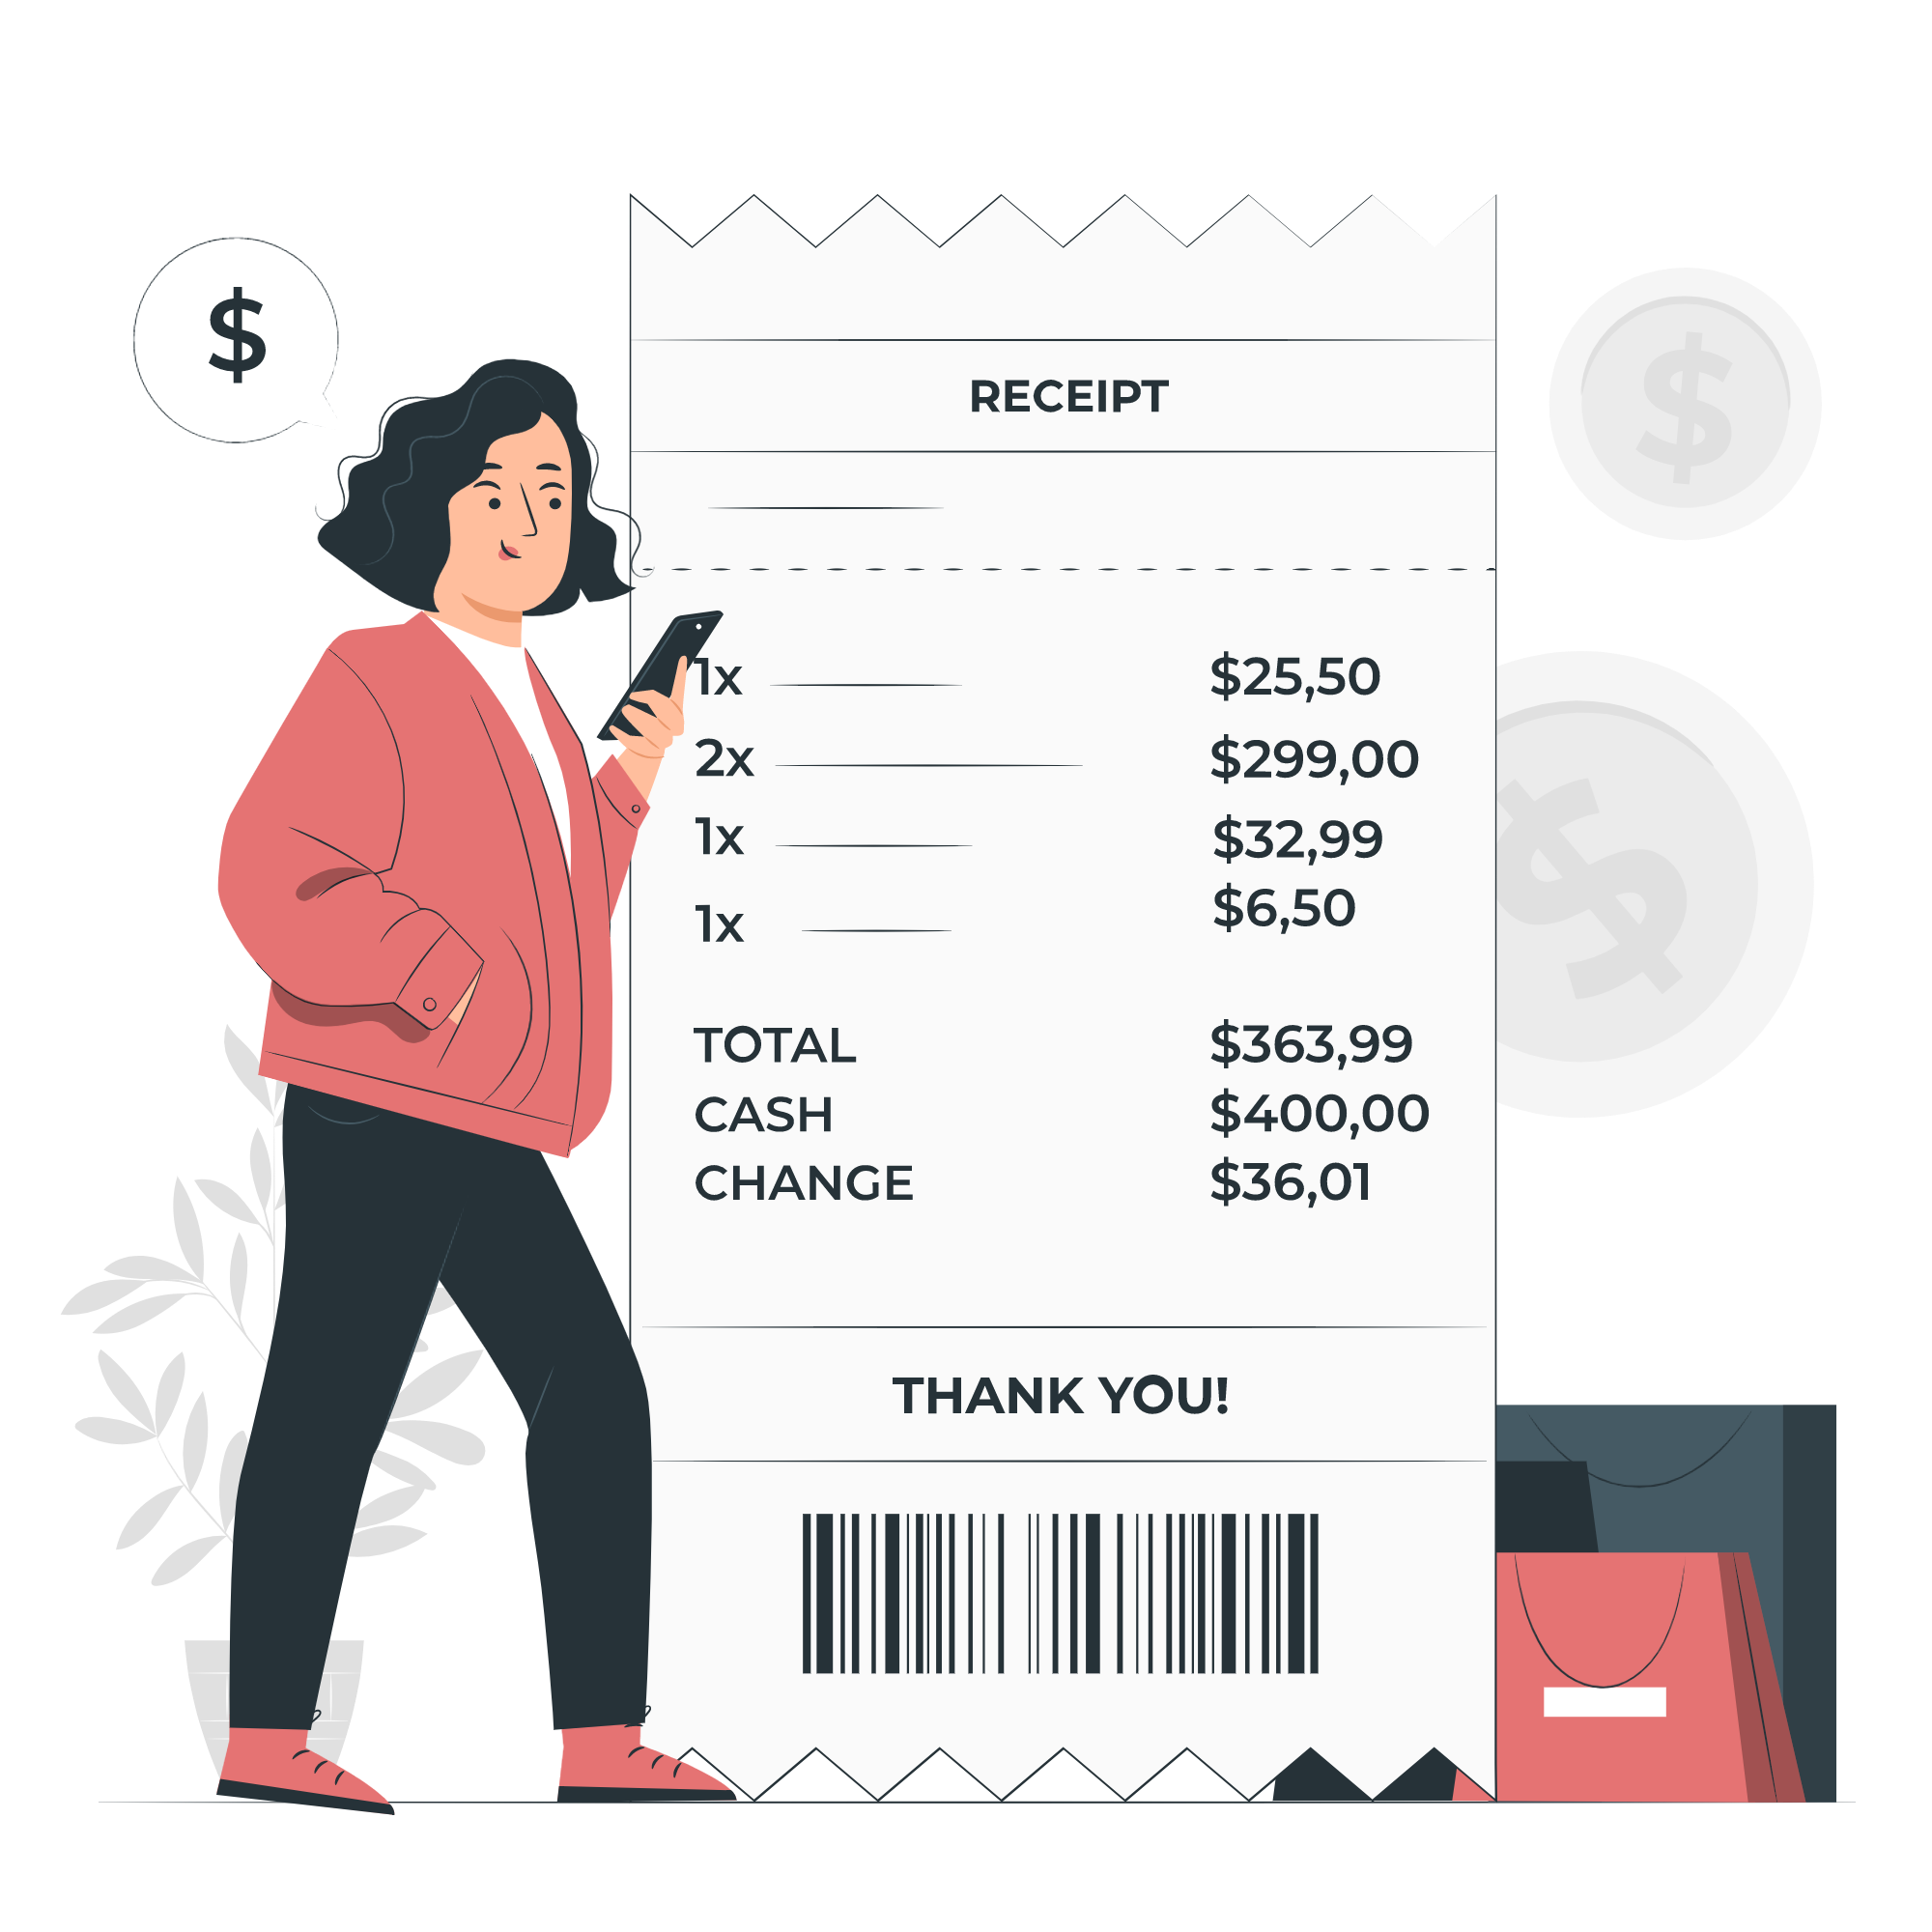 $
RECEIPT
1x $25,50
2x $299,00
1x $32,99
1x $6,50
TOTAL $363,99
CASH $400,00
CHANGE $36,01
THANK YOU!
$
$